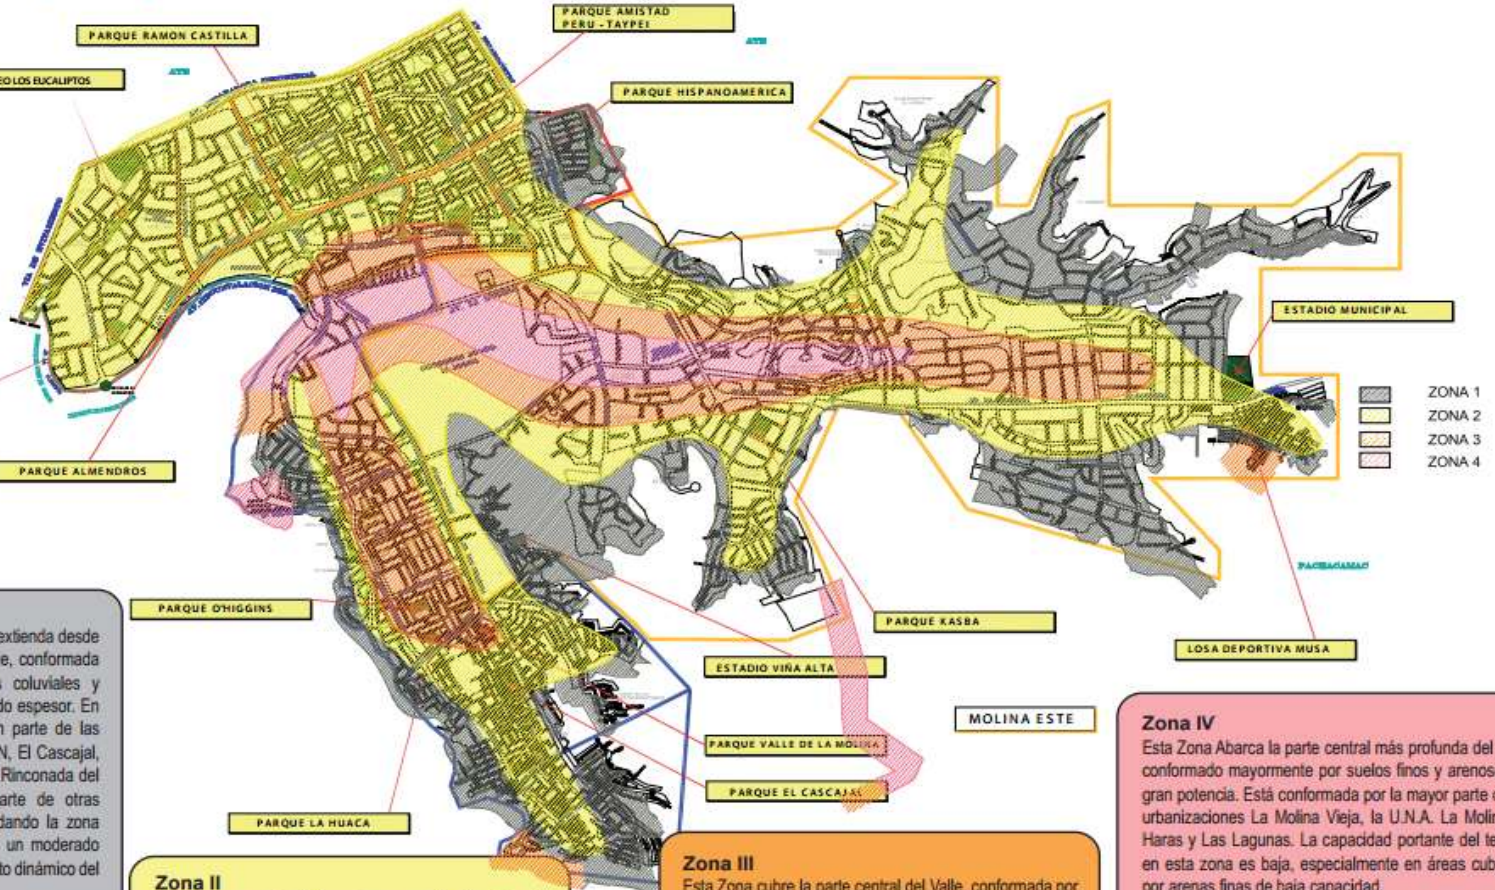 PARQUE AMISTAD
PERU - TAYPEI
PARQUE RAMON CASTILLA
ATE
ATE
EO LOS EUCALIPTOS
PARQUE HISPANOAMERICA
ESTADIO MUNICIPAL
ZONA 1
ZONA 2
ZONA 3
ZONA 4
PARQUE ALMENDROS
PACHACAMAC
PARQUE O'HIGGINS
PARQUE KASBA
LOSA DEPORTIVA MUSA
ESTADIO VIÑA ALTA
MOLINA ESTE
PARQUE VALLE DE LA MOLINA
PARQUE EL CASCAJAL
PARQUE LA HUACA
extienda desde
e, conformada
s coluviales y
do espesor. En
n parte de las
N, El Cascajal,
Rinconada del
arte de otras
dando la zona
un moderado
to dinámico del
Zona II
Zona III
Esta Zona cubre la parte central del Valle, conformada por
Zona IV
Esta Zona Abarca la parte central más profunda del
conformado mayormente por suelos finos y arenos
gran potencia. Está conformada por la mayor parte
urbanizaciones La Molina Vieja, la U.N.A. La Molin
Haras y Las Lagunas. La capacidad portante del te
en esta zona es baja, especialmente en áreas cub
por arenas finas de baja capacidad.